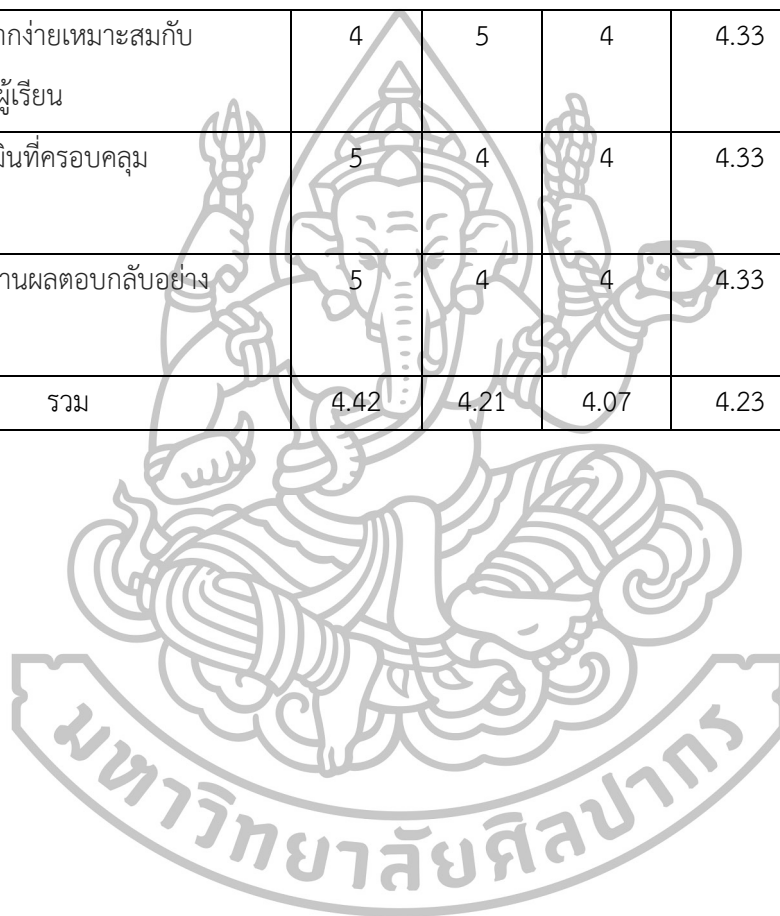 ากง่ายเหมาะสมกับ 4 5 4 4.33
ผู้เรียน
มินที่ครอบคลุม 5 4 4 4.33
านผลตอบกลับอย่าง 5 4 4 4.33
รวม 4.42 4.21 4.07 4.23
มหาวิทยาลัยศิลปากร